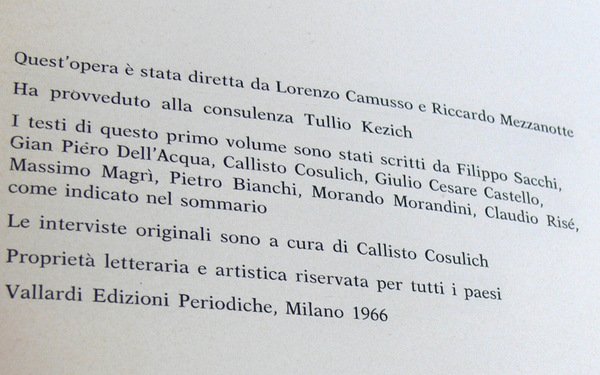 Quest'opera è stata diretta da Lorenzo Camusso e Riccardo Mezzanotte
Ha provveduto alla consulenza Tullio Kezich
I testi di questo primo volume sono stati scritti da Filippo Sacchi,
Gian Piéro Dell'Acqua, Callisto Cosulich, Giulio Cesare Castello,
Massimo Magrì, Pietro Bianchi, Morando Morandini, Claudio Risé,
come indicato nel sommario
Le interviste originali sono a cura di Callisto Cosulich
Proprietà letteraria e artistica riservata per tutti i paesi
Vallardi Edizioni Periodiche, Milano 1966